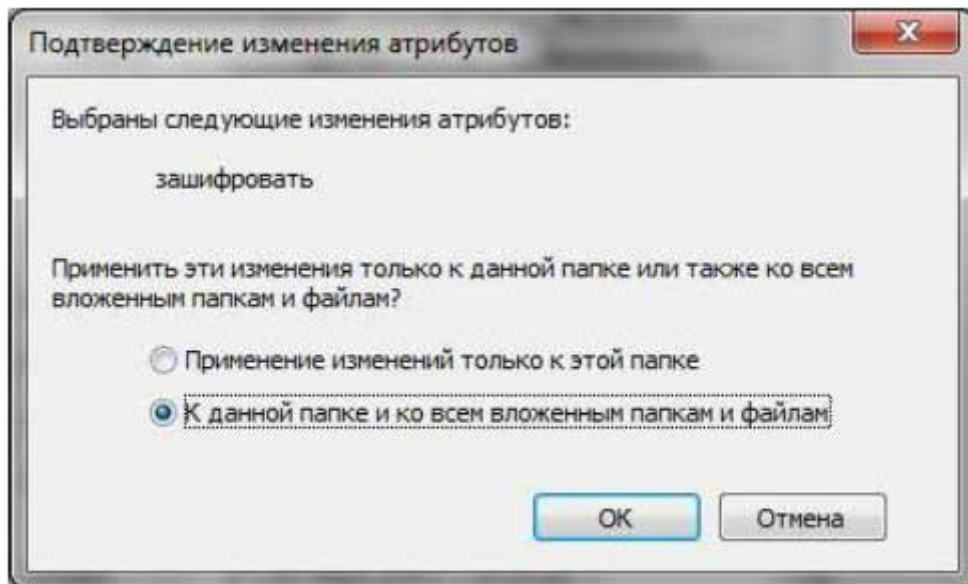 Подтверждение изменения атрибутов
Выбраны следующие изменения атрибутов:
зашифровать
Применить эти изменения только к данной папке или также ко всем
вложенным папкам и файлам?
Применение изменений только к этой папке
К данной папке и ко всем вложенным папкам и файлам
ОК
Отмена